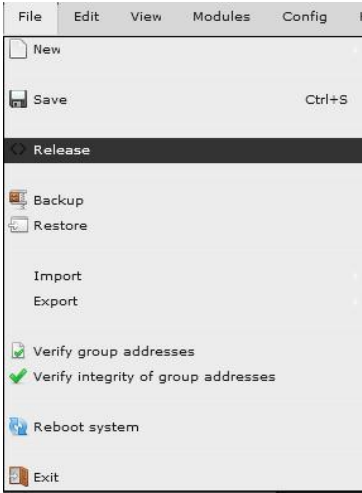 File Edit View Modules Config
New
Save Ctrl+S
Release
Backup
Restore
Import
Export
Verify group addresses
Verify integrity of group addresses
Reboot system
Exit